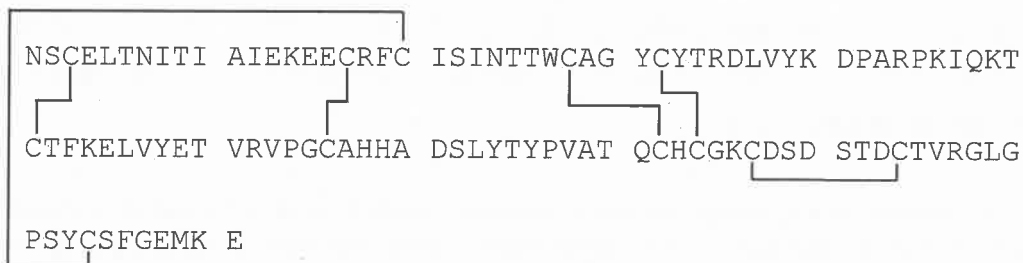 NSCELTNITI AIEKEECRFC ISINTTWCAG YCYTRDLVYK DPARPKIQKT
CTFKELVYET VRVPGCAHHA DSLYTYPVAT QCHCGKCDSD STDCTVRGLG
PSYCSFGEMK E